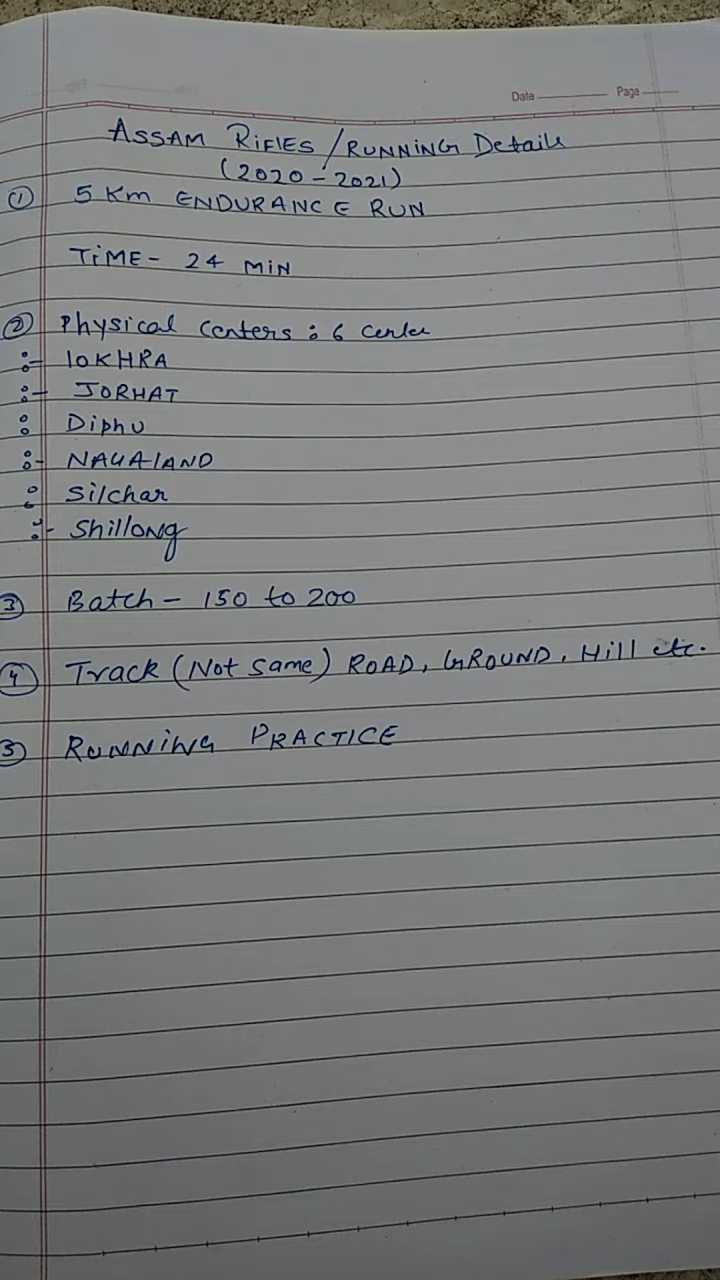 Date Page
ASSAM RIFLES / RUNNING Details
(2020-2021)
① 5 Km ENDURANCE RUN
TIME - 24 MIN
② Physical Centers : 6 Center
:- LOKHRA
:- JORHAT
: Diphu
:- NAGALAND
: Silchar
:- Shillong
③ Batch - 150 to 200
④ Track (Not Same) ROAD, GROUND, Hill etc.
⑤ RUNNING PRACTICE